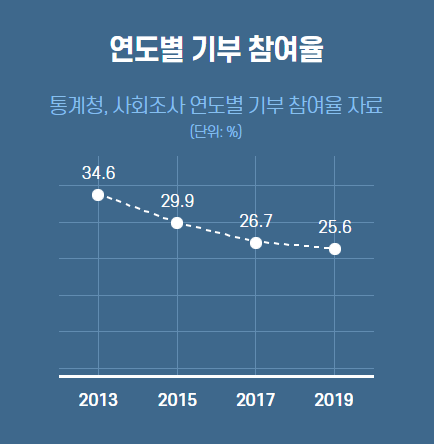 연도별 기부 참여율
통계청, 사회조사 연도별 기부 참여율 자료
(단위: %)
34.6
29.9
26.7
25.6
2013 2015 2017 2019